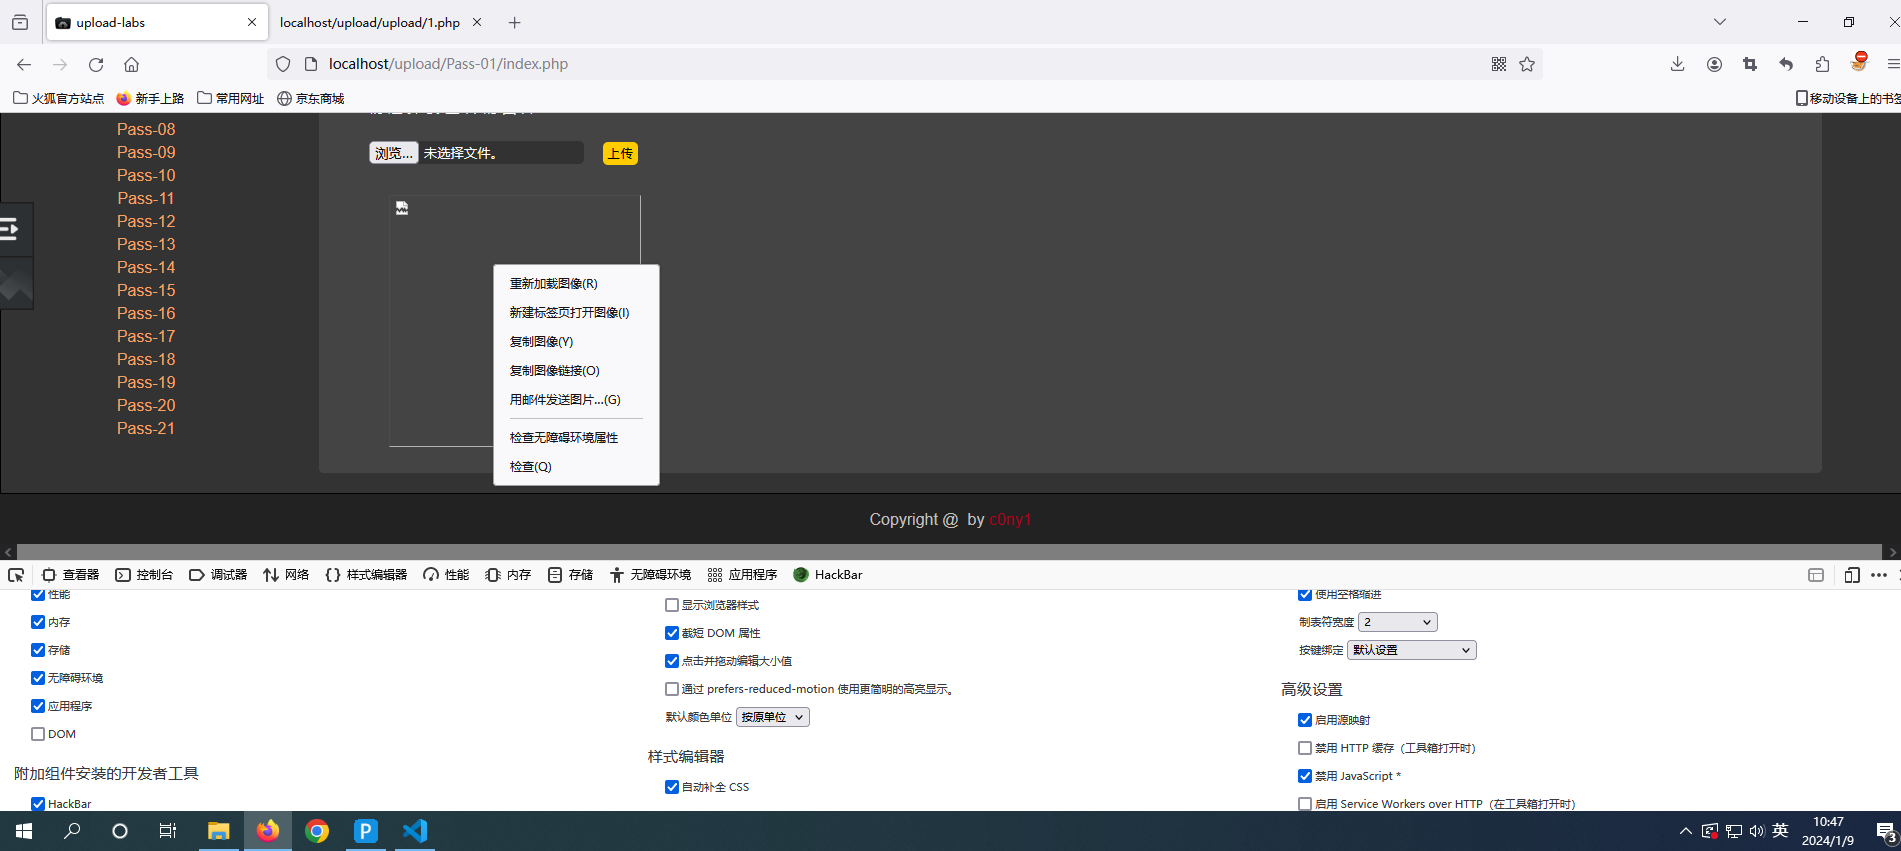 upload-labs
localhost/upload/upload/1.php
localhost/upload/Pass-01/index.php
火狐官方站点
新手上路
常用网址
京东商城
移动设备上的书签
Pass-08
Pass-09
Pass-10
Pass-11
Pass-12
Pass-13
Pass-14
Pass-15
Pass-16
Pass-17
Pass-18
Pass-19
Pass-20
Pass-21
浏览... 未选择文件。 上传
重新加载图像(R)
新建标签页打开图像(I)
复制图像(Y)
复制图像链接(O)
用邮件发送图片...(G)
检查无障碍环境属性
检查(Q)
Copyright @ by c0ny1
查看器 控制台 调试器 网络 样式编辑器 性能 内存 存储 无障碍环境 应用程序 HackBar
性能
内存
存储
无障碍环境
应用程序
DOM
附加组件安装的开发者工具
HackBar
显示浏览器样式
截短 DOM 属性
点击并拖动编辑大小值
通过 prefers-reduced-motion 使用更简明的高亮显示。
默认颜色单位 按原单位
样式编辑器
自动补全 CSS
使用空格缩进
制表符宽度 2
按键绑定 默认设置
高级设置
启用源映射
禁用 HTTP 缓存（工具箱打开时）
禁用 JavaScript *
启用 Service Workers over HTTP（在工具箱打开时）
英
10:47
2024/1/9
3